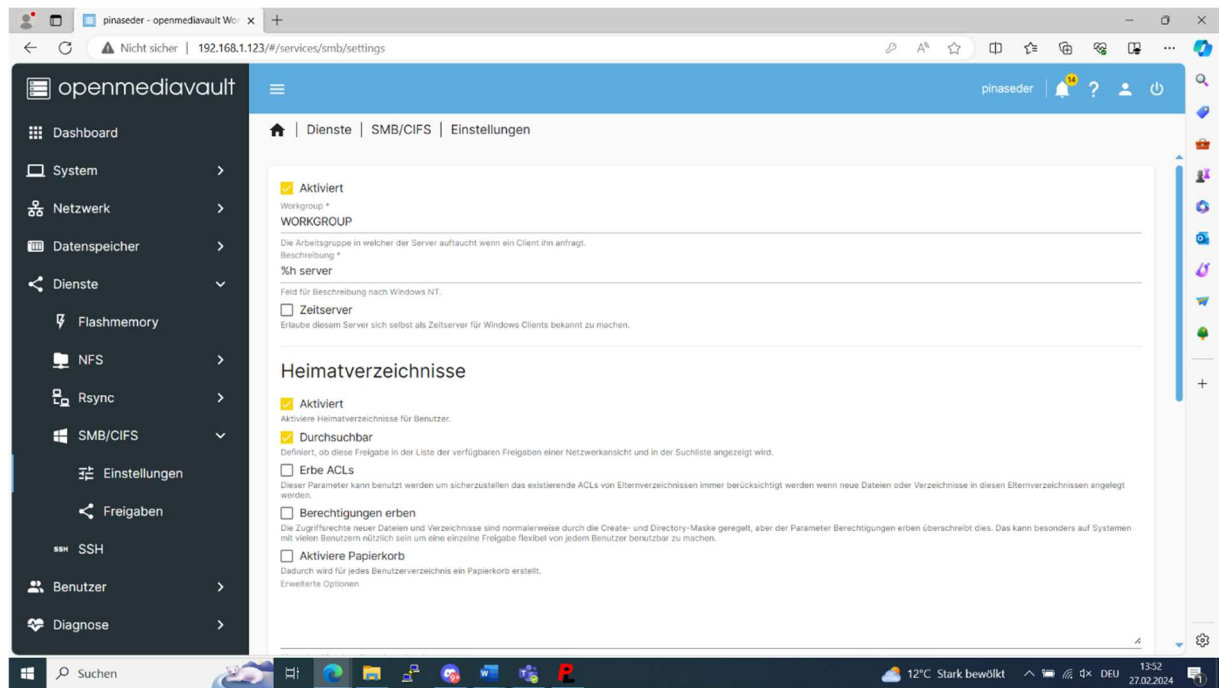 pinaseder - openmediavault Wor
Nicht sicher | 192.168.1.123/#/services/smb/settings
openmediavault
pinaseder
14
Dashboard
System
Netzwerk
Datenspeicher
Dienste
Flashmemory
NFS
Rsync
SMB/CIFS
Einstellungen
Freigaben
SSH SSH
Benutzer
Diagnose
Dienste | SMB/CIFS | Einstellungen
Aktiviert
Workgroup *
WORKGROUP
Die Arbeitsgruppe in welcher der Server auftaucht wenn ein Client ihn anfragt.
Beschreibung *
%h server
Feld für Beschreibung nach Windows NT.
Zeitserver
Erlaube diesem Server sich selbst als Zeitserver für Windows Clients bekannt zu machen.
Heimatverzeichnisse
Aktiviert
Aktiviere Heimatverzeichnisse für Benutzer.
Durchsuchbar
Definiert, ob diese Freigabe in der Liste der verfügbaren Freigaben einer Netzwerkansicht und in der Suchliste angezeigt wird.
Erbe ACLs
Dieser Parameter kann benutzt werden um sicherzustellen das existierende ACLs von Elternverzeichnissen immer berücksichtigt werden wenn neue Dateien oder Verzeichnisse in diesen Elternverzeichnissen angelegt
werden.
Berechtigungen erben
Die Zugriffsrechte neuer Dateien und Verzeichnisse sind normalerweise durch die Create- und Directory-Maske geregelt, aber der Parameter Berechtigungen erben überschreibt dies. Das kann besonders auf Systemen
mit vielen Benutzern nützlich sein um eine einzelne Freigabe flexibel von jedem Benutzer benutzbar zu machen.
Aktiviere Papierkorb
Dadurch wird für jedes Benutzerverzeichnis ein Papierkorb erstellt.
Erweiterte Optionen
Suchen
12°C Stark bewölkt
DEU
13:52
27.02.2024